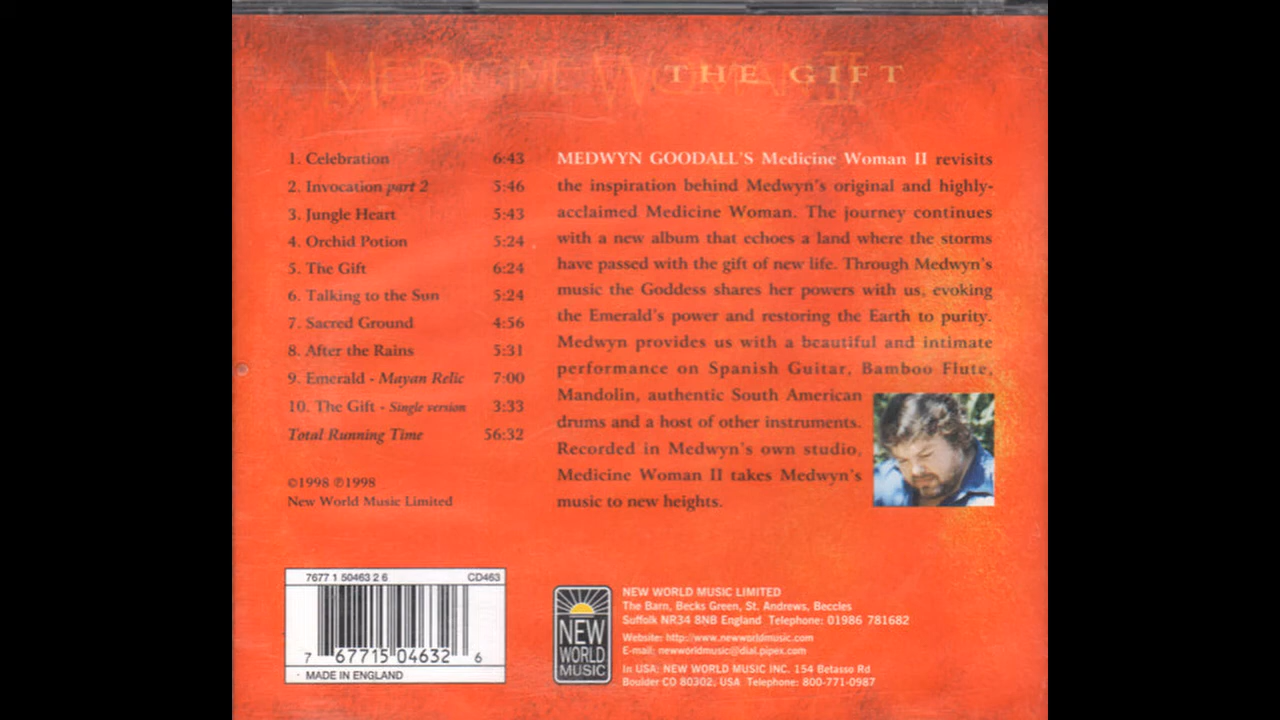 MEDICINE WOMAN II
THE GIFT
1. Celebration 6:43
2. Invocation part 2 5:46
3. Jungle Heart 5:43
4. Orchid Potion 5:24
5. The Gift 6:24
6. Talking to the Sun 5:24
7. Sacred Ground 4:56
8. After the Rains 5:31
9. Emerald - Mayan Relic 7:00
10. The Gift - Single version 3:33
Total Running Time 56:32
©1998 ℗1998
New World Music Limited
MEDWYN GOODALL'S Medicine Woman II revisits
the inspiration behind Medwyn's original and highly-
acclaimed Medicine Woman. The journey continues
with a new album that echoes a land where the storms
have passed with the gift of new life. Through Medwyn's
music the Goddess shares her powers with us, evoking
the Emerald's power and restoring the Earth to purity.
Medwyn provides us with a beautiful and intimate
performance on Spanish Guitar, Bamboo Flute,
Mandolin, authentic South American
drums and a host of other instruments.
Recorded in Medwyn's own studio,
Medicine Woman II takes Medwyn's
music to new heights.
7677 1 50463 2 6 CD463
7 67715 04632 6
MADE IN ENGLAND
NEW
WORLD
MUSIC
NEW WORLD MUSIC LIMITED
The Barn, Becks Green, St. Andrews, Beccles
Suffolk NR34 8NB England Telephone: 01986 781682
Website: http://www.newworldmusic.com
E-mail: newworldmusic@dial.pipex.com
In USA: NEW WORLD MUSIC INC. 154 Betasso Rd
Boulder CO 80302, USA Telephone: 800-771-0987